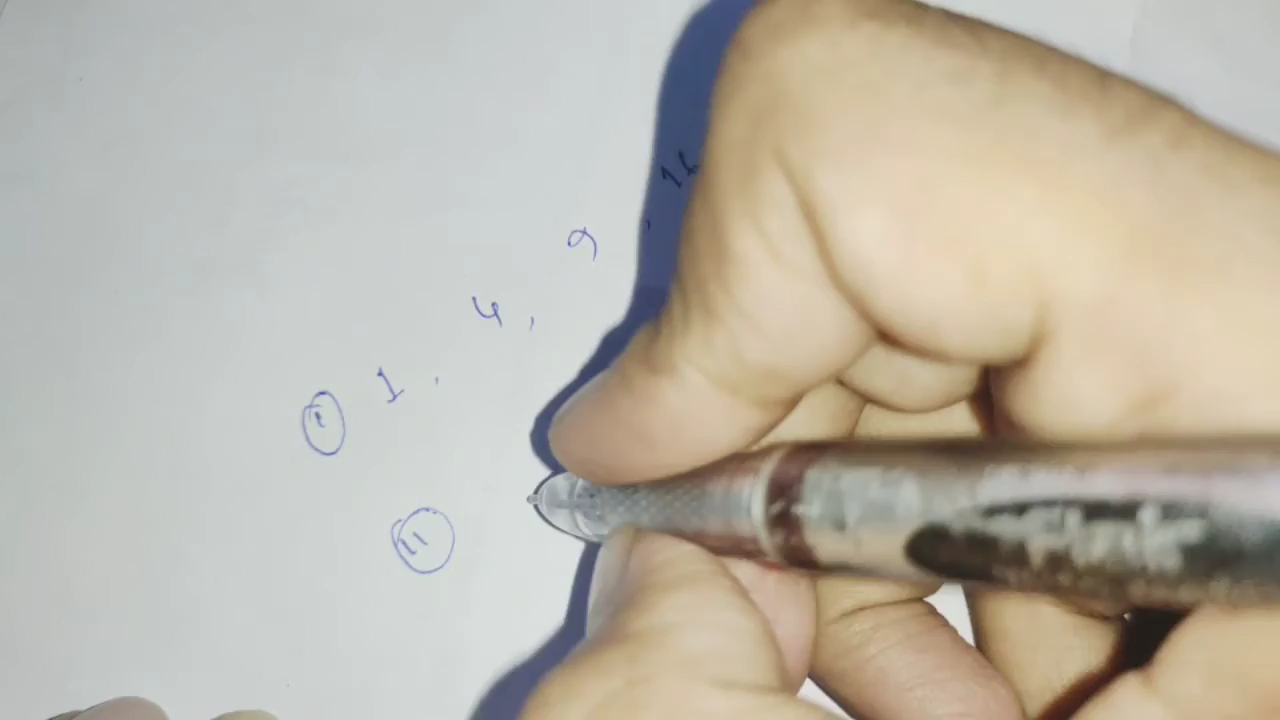 (i) 1, 4, 9, 16
(ii)